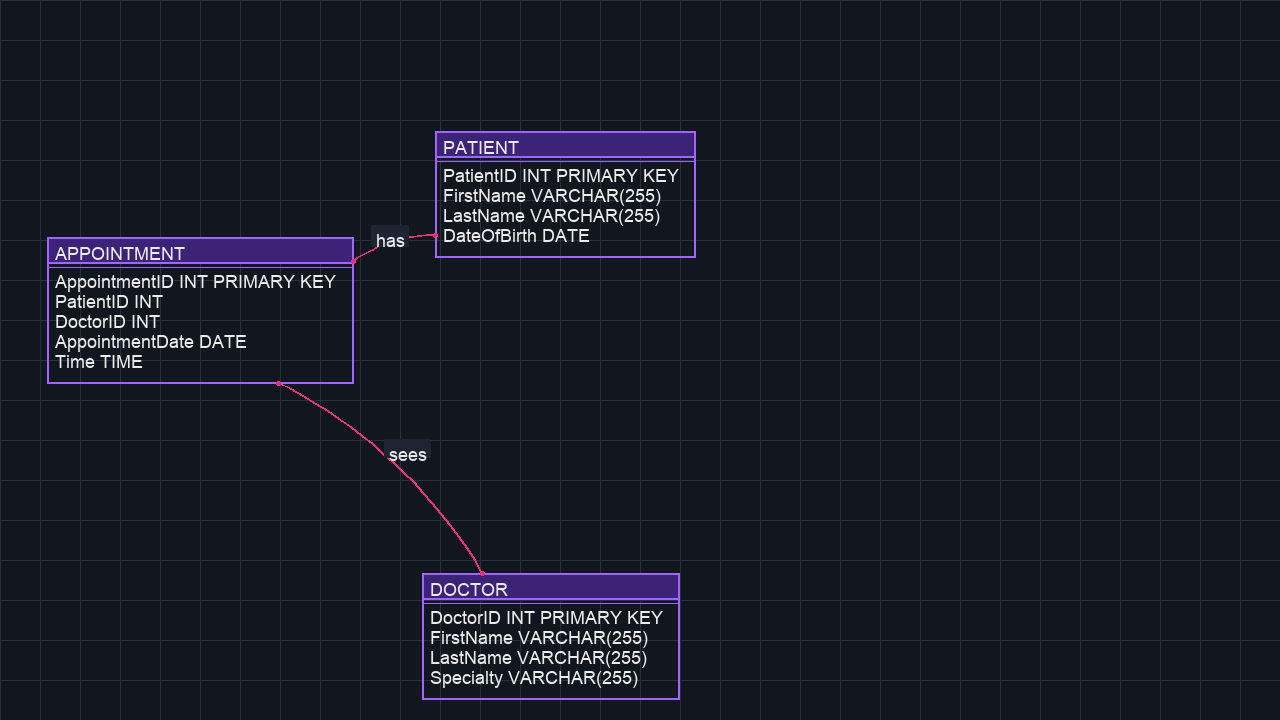 PATIENT
PatientID INT PRIMARY KEY
FirstName VARCHAR(255)
LastName VARCHAR(255)
DateOfBirth DATE
has
APPOINTMENT
AppointmentID INT PRIMARY KEY
PatientID INT
DoctorID INT
AppointmentDate DATE
Time TIME
sees
DOCTOR
DoctorID INT PRIMARY KEY
FirstName VARCHAR(255)
LastName VARCHAR(255)
Specialty VARCHAR(255)